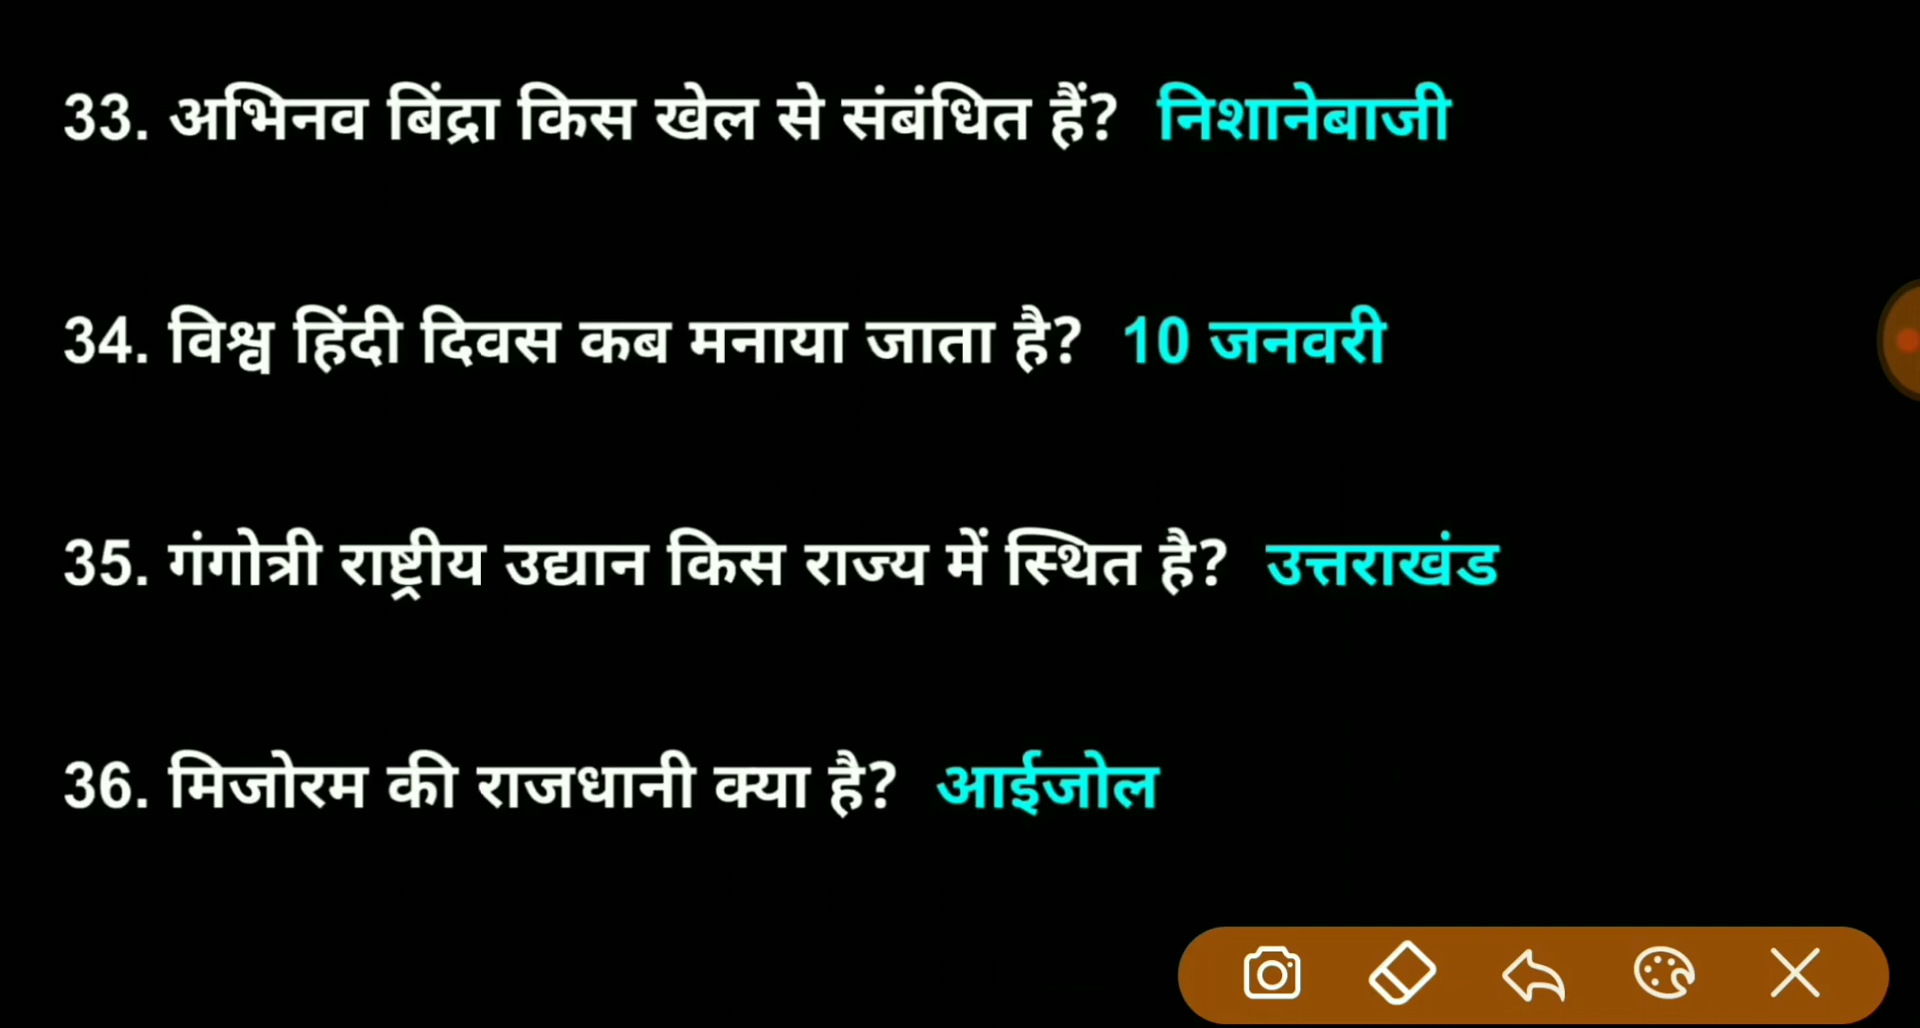 33. अभिनव बिंद्रा किस खेल से संबंधित हैं? निशानेबाजी
34. विश्व हिंदी दिवस कब मनाया जाता है? 10 जनवरी
35. गंगोत्री राष्ट्रीय उद्यान किस राज्य में स्थित है? उत्तराखंड
36. मिजोरम की राजधानी क्या है? आईजोल